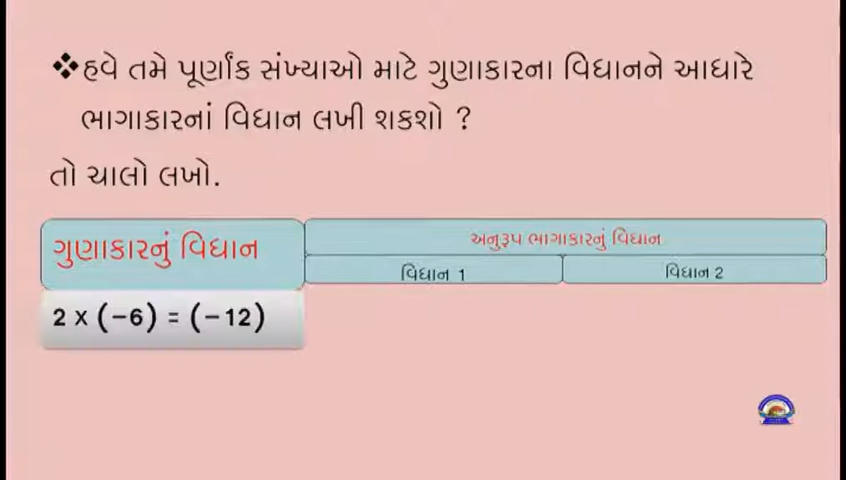 ❖હવે તમે પૂર્ણાંક સંખ્યાઓ માટે ગુણાકારના વિધાનને આધારે
ભાગાકારનાં વિધાન લખી શકશો ?
તો ચાલો લખો.
ગુણાકારનું વિધાન
અનુરૂપ ભાગાકારનું વિધાન
વિધાન 1
વિધાન 2
2 x (−6) = (−12)